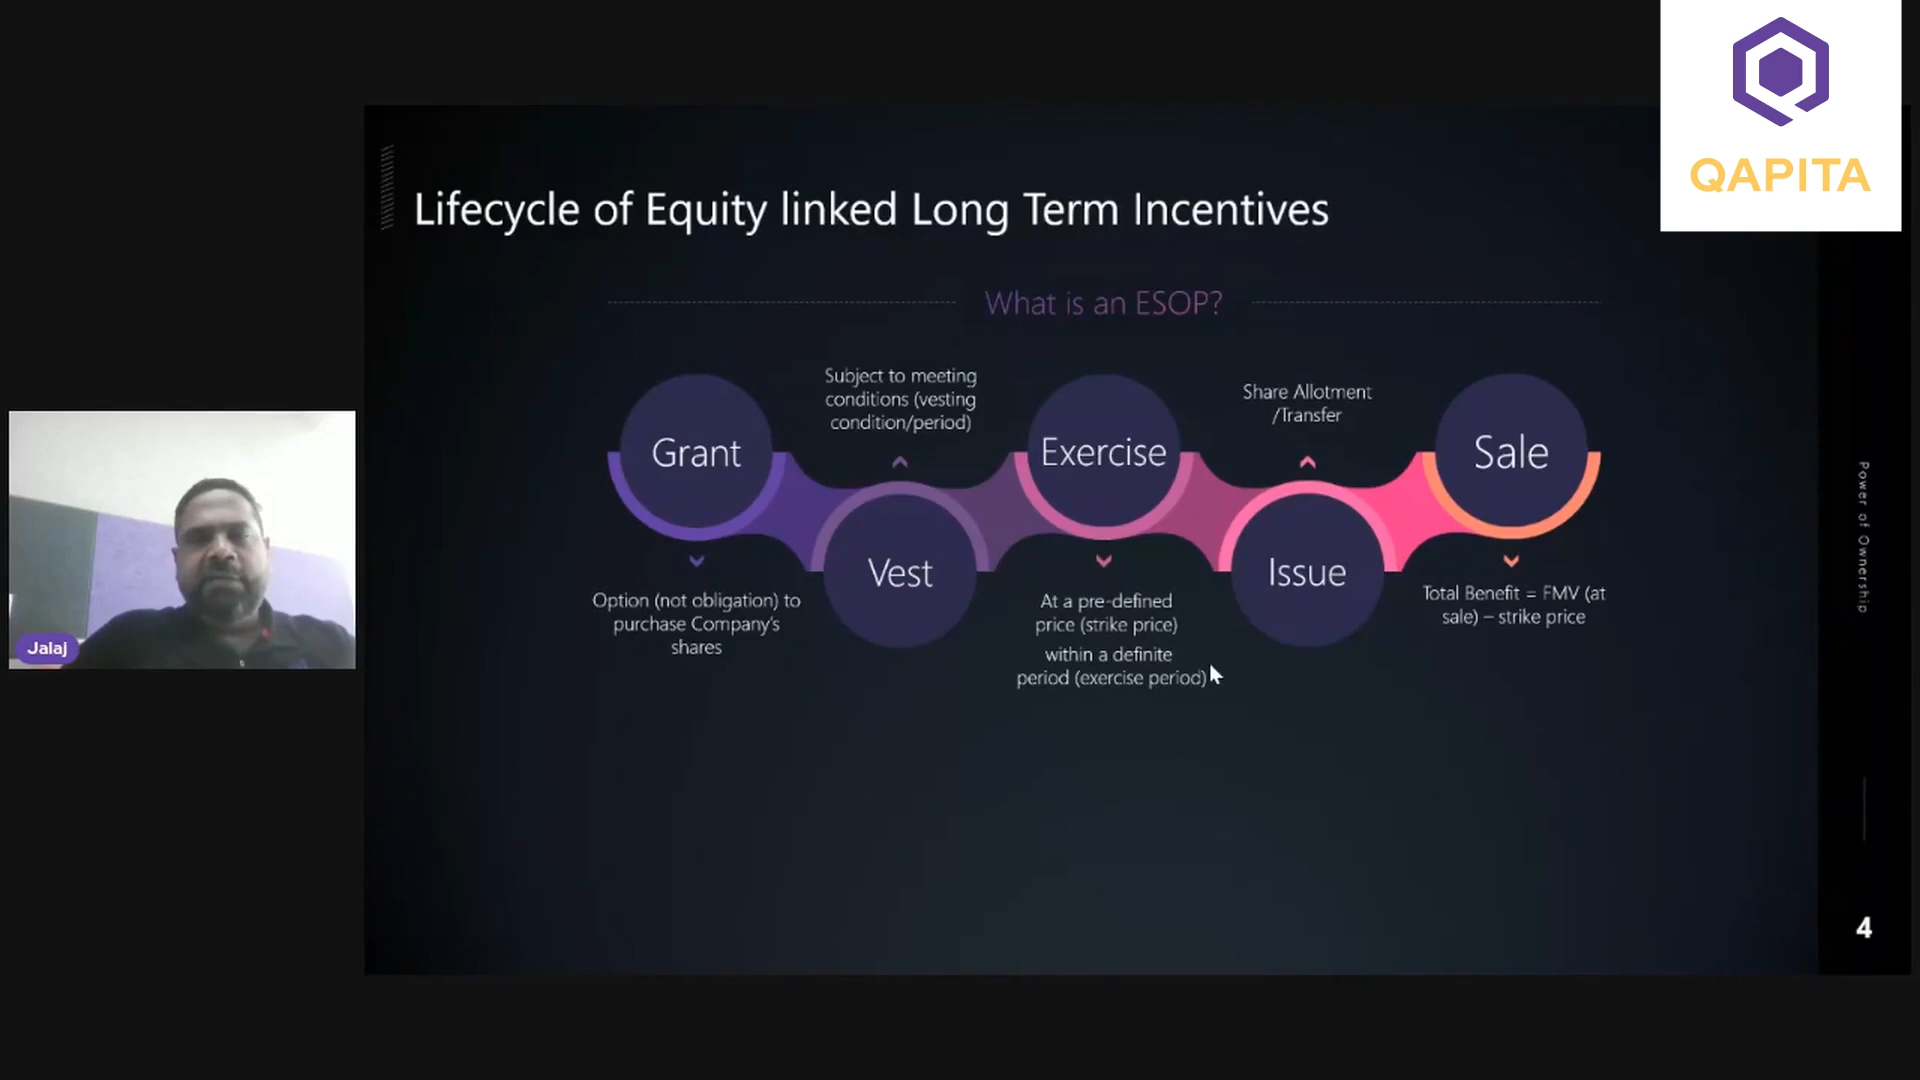 QAPITA
Lifecycle of Equity linked Long Term Incentives
What is an ESOP?
Grant
Option (not obligation) to
purchase Company's
shares
Subject to meeting
conditions (vesting
condition/period)
Vest
Exercise
At a pre-defined
price (strike price)
within a definite
period (exercise period)
Share Allotment
/Transfer
Issue
Sale
Total Benefit = FMV (at
sale) – strike price
Jalaj
Power of Ownership
4